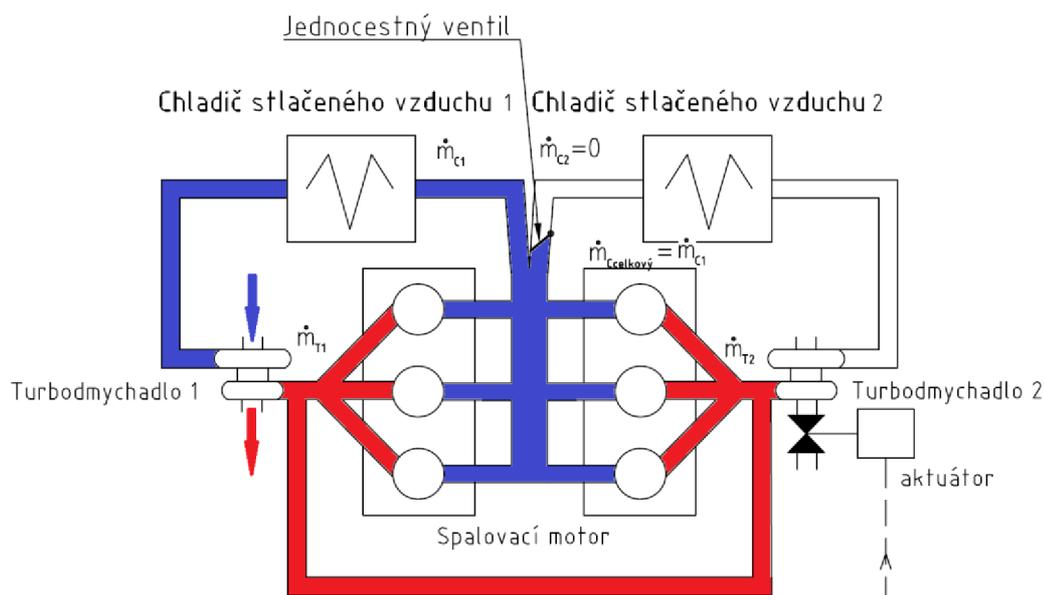 Jednocestný ventil
Chladič stlačeného vzduchu 1
Chladič stlačeného vzduchu 2
ṁC1
ṁC2=0
ṁCcelkový=ṁC1
ṁT1
ṁT2
Turbodmychadlo 1
Turbodmychadlo 2
aktuátor
Spalovací motor